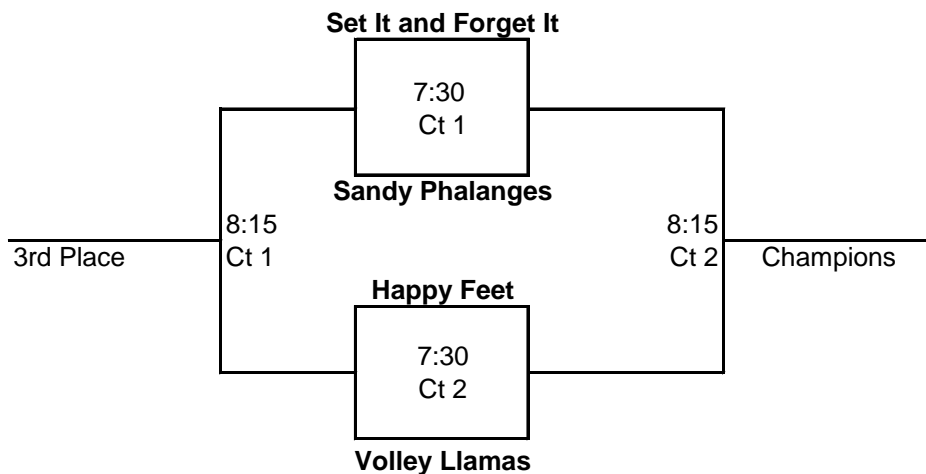 Set It and Forget It
7:30
Ct 1
Sandy Phalanges
8:15
Ct 1
3rd Place
8:15
Ct 2
Champions
Happy Feet
7:30
Ct 2
Volley Llamas